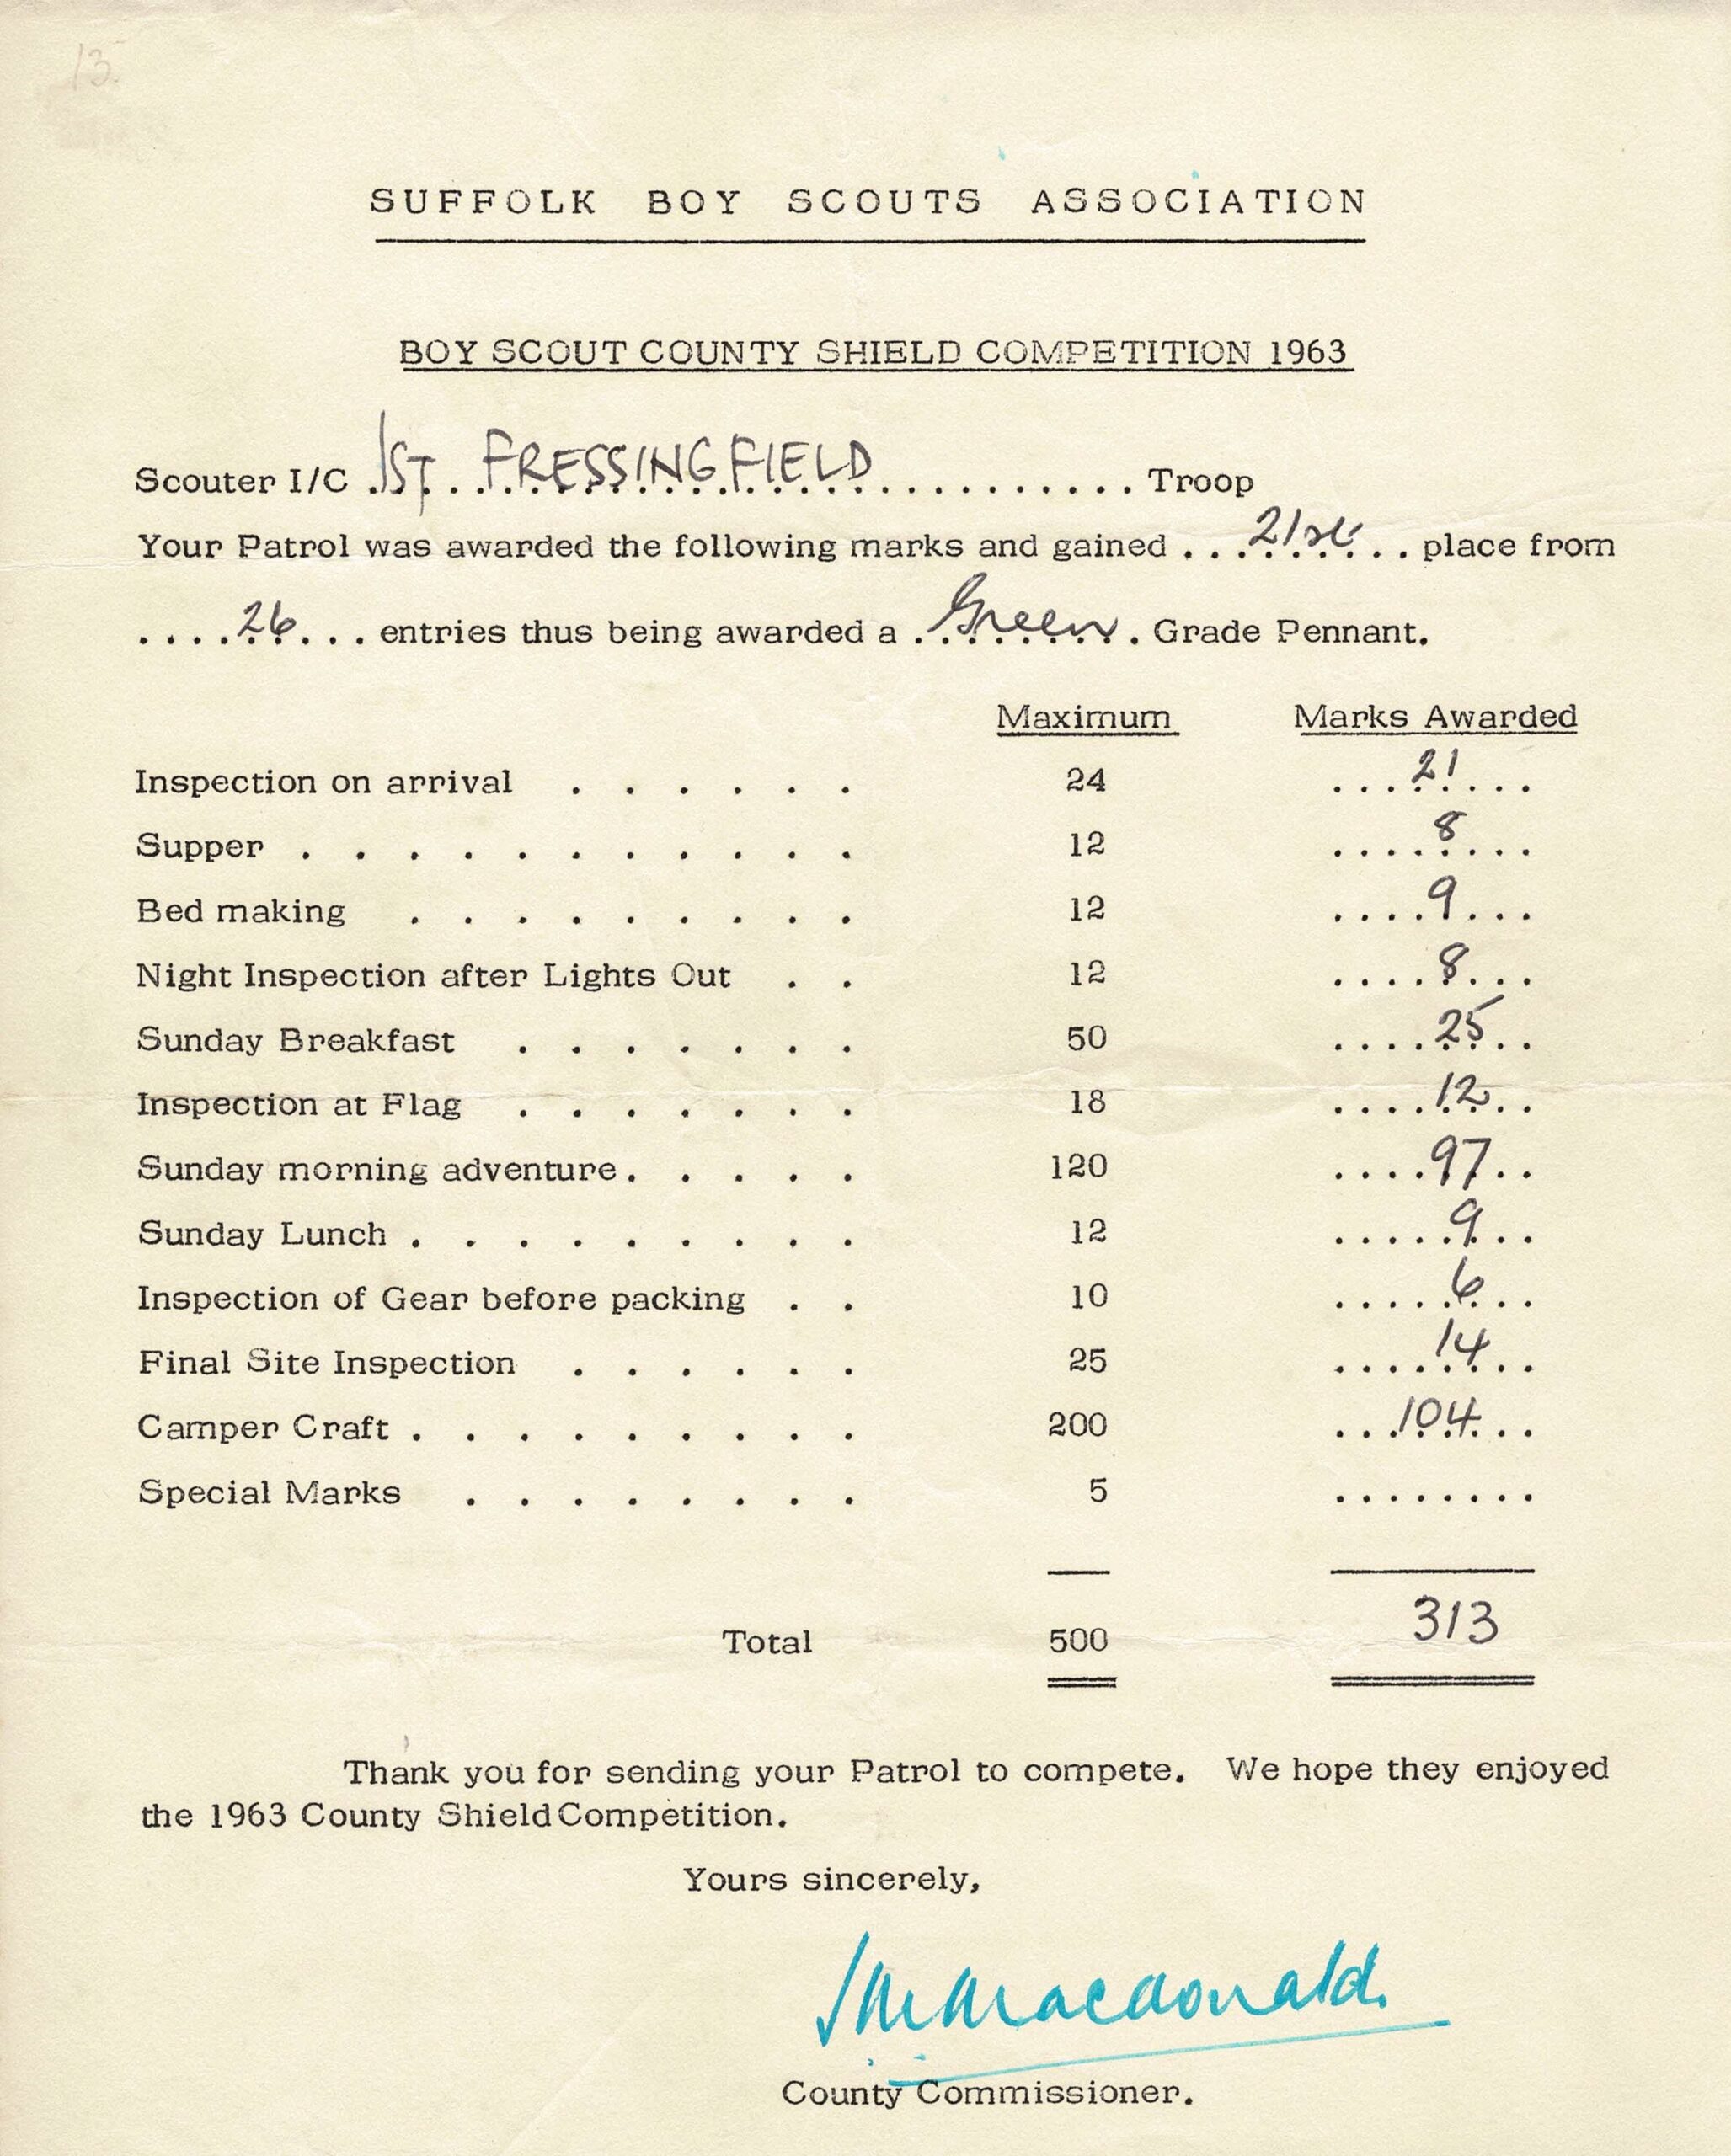 13.
SUFFOLK BOY SCOUTS ASSOCIATION
BOY SCOUT COUNTY SHIELD COMPETITION 1963
Scouter I/C 1ST. FRESSINGFIELD .......... Troop
Your Patrol was awarded the following marks and gained ...21st... place from
....26... entries thus being awarded a .Green. Grade Pennant.
Maximum Marks Awarded
Inspection on arrival . . . . . . 24 21
Supper . . . . . . . . . . . 12 8
Bed making . . . . . . . . . 12 9
Night Inspection after Lights Out . . 12 8
Sunday Breakfast . . . . . . . 50 25
Inspection at Flag . . . . . . . 18 12
Sunday morning adventure. . . . . 120 97
Sunday Lunch . . . . . . . . . 12 9
Inspection of Gear before packing . . 10 6
Final Site Inspection . . . . . . 25 14
Camper Craft . . . . . . . . . 200 104
Special Marks . . . . . . . . 5 ........
Total 500 313
Thank you for sending your Patrol to compete. We hope they enjoyed
the 1963 County Shield Competition.
Yours sincerely,
Macdonald.
County Commissioner.